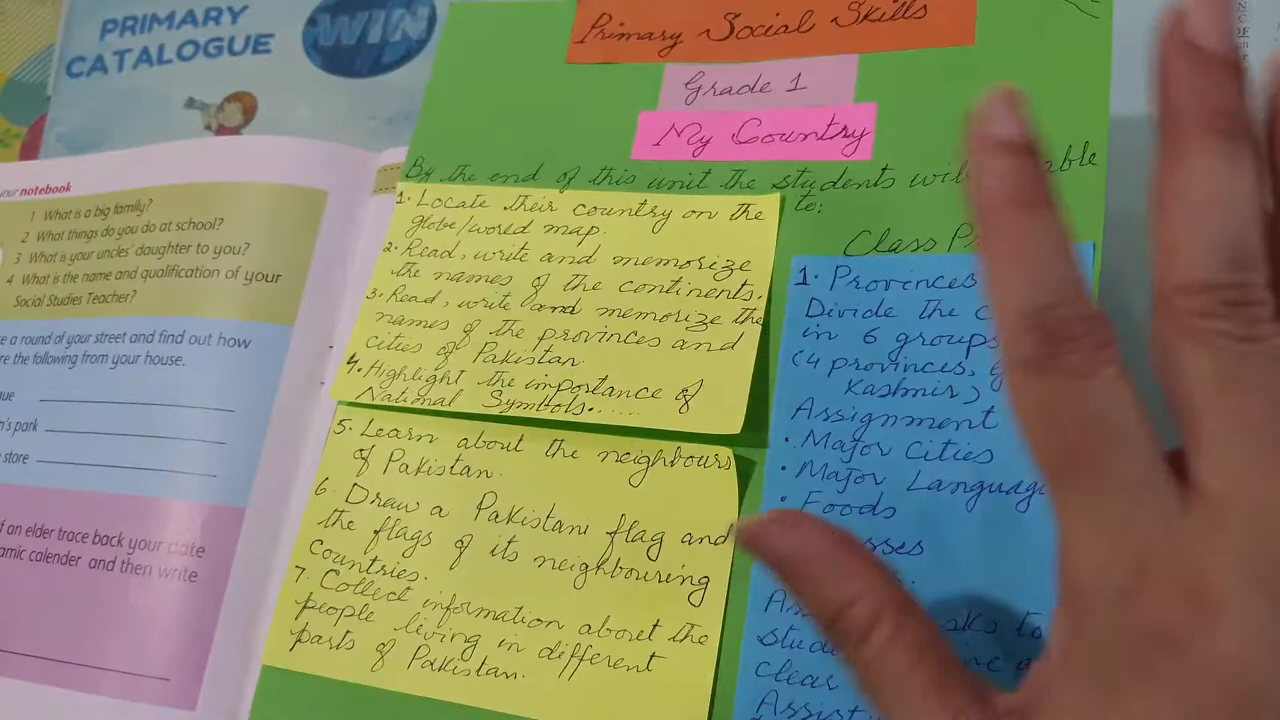 PRIMARY
CATALOGUE
WIN
your notebook
1 What is a big family?
2 What things do you do at school?
3 What is your uncles' daughter to you?
4 What is the name and qualification of your
Social Studies Teacher?
a round of your street and find out how
re the following from your house.
n's park
store
an elder trace back your date
amic calender and then write
Primary Social Skills
Grade 1
My Country
By the end of this unit the students will able
to:
1. Locate their country on the
globe/world map.
2. Read, write and memorize
the names of the continents.
3. Read, write and memorize the
names of the provinces and
cities of Pakistan.
4. Highlight the importance of
National Symbols......
5. Learn about the neighbours
of Pakistan.
6. Draw a Pakistani flag and
the flags of its neighbouring
countries.
7. Collect information about the
people living in different
parts of Pakistan.
Class
1. Provinces
Divide the
in 6 groups
(4 provinces,
Kashmir)
Assignment
• Major Cities
• Major Language
• Foods
to
clear